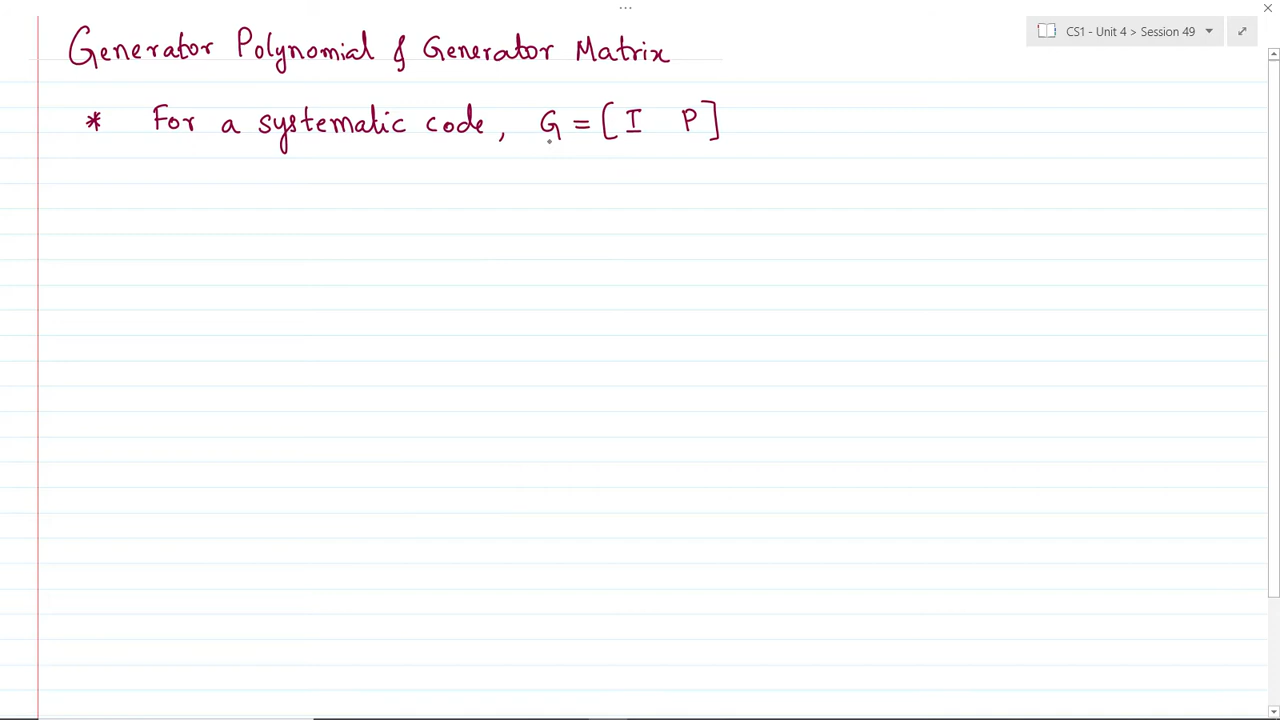 CS1 - Unit 4 > Session 49
Generator Polynomial & Generator Matrix
* For a systematic code, G = [ I P ]